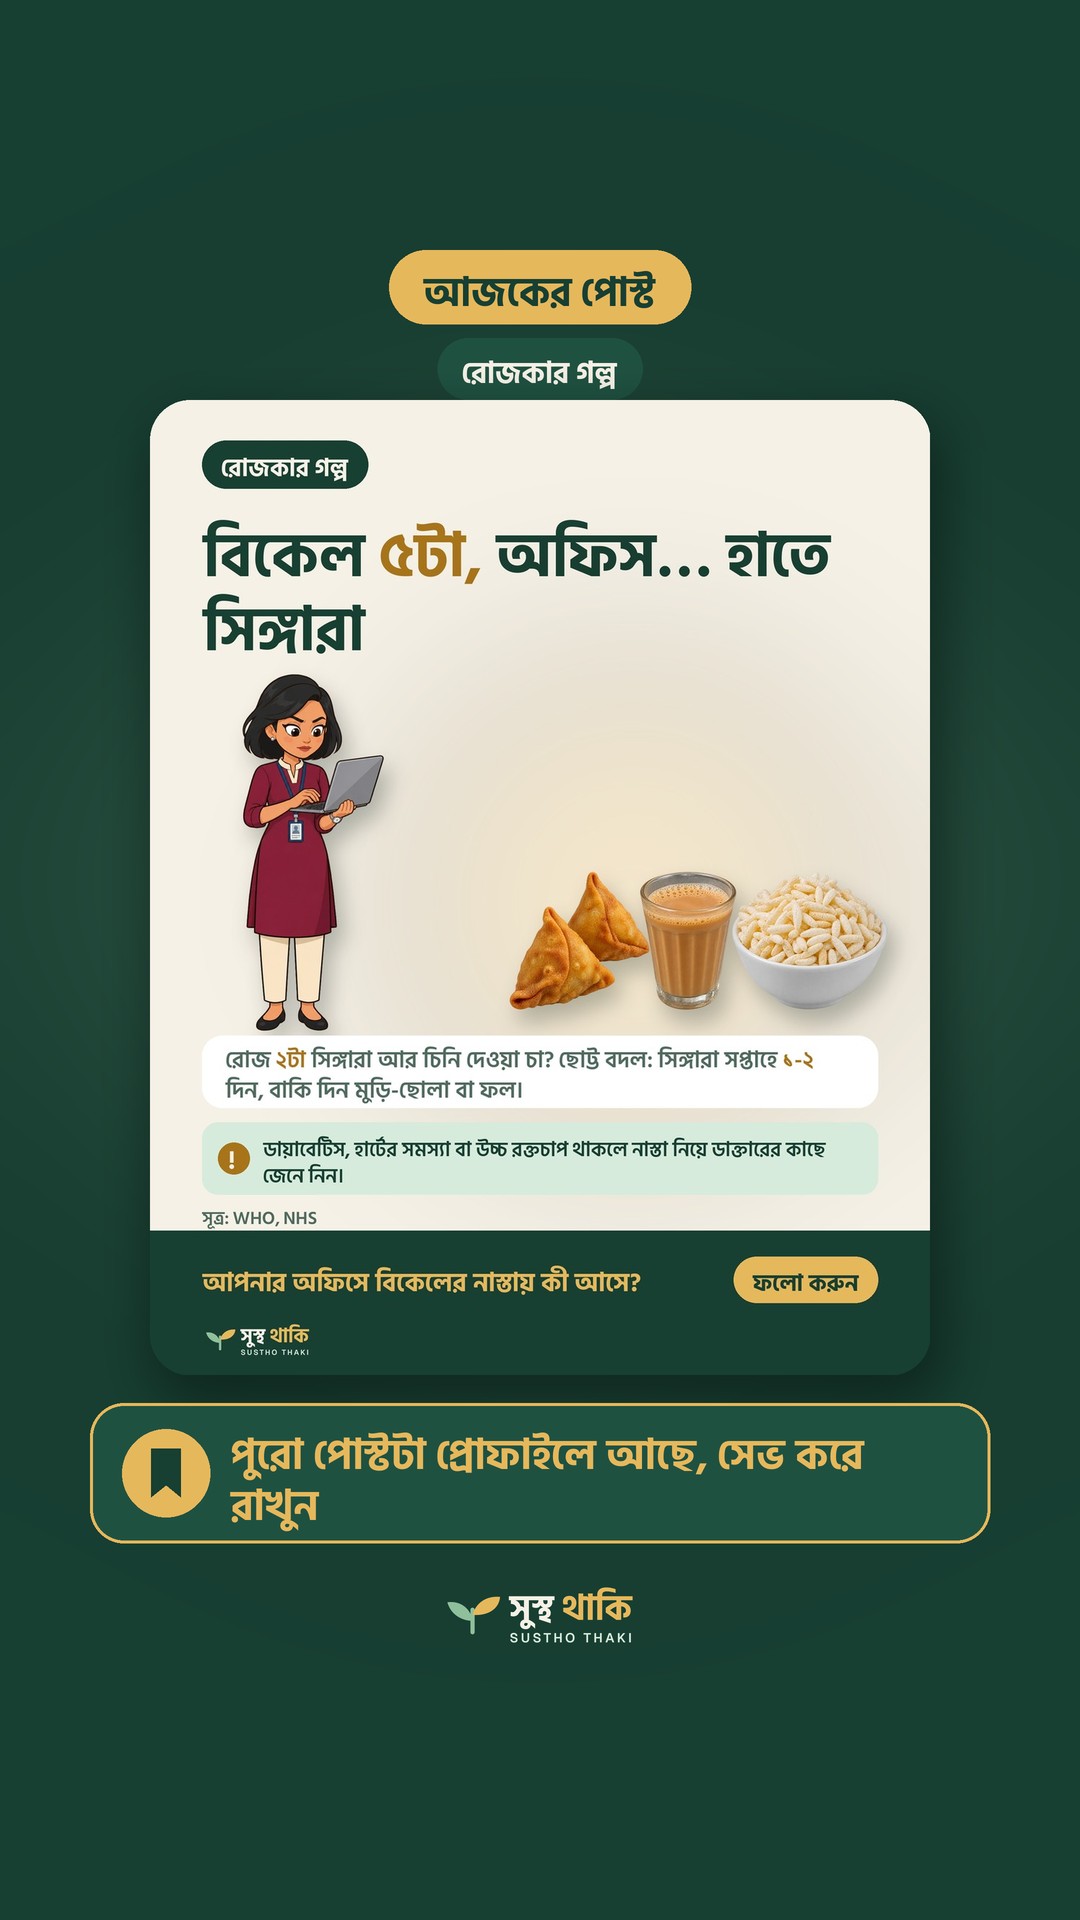 আজকের পোস্ট
রোজকার গল্প
রোজকার গল্প
বিকেল ৫টা, অফিস... হাতে
সিঙ্গারা
রোজ ২টা সিঙ্গারা আর চিনি দেওয়া চা? ছোট্ট বদল: সিঙ্গারা সপ্তাহে ১-২
দিন, বাকি দিন মুড়ি-ছোলা বা ফল।
!
ডায়াবেটিস, হার্টের সমস্যা বা উচ্চ রক্তচাপ থাকলে নাস্তা নিয়ে ডাক্তারের কাছে
জেনে নিন।
সূত্র: WHO, NHS
আপনার অফিসে বিকেলের নাস্তায় কী আসে?
ফলো করুন
সুস্থ থাকি
SUSTHO THAKI
পুরো পোস্টটা প্রোফাইলে আছে, সেভ করে
রাখুন
সুস্থ থাকি
SUSTHO THAKI